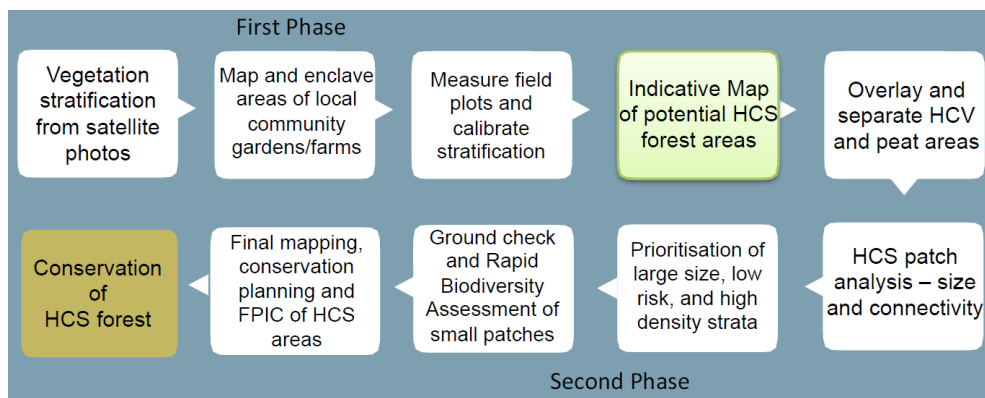 First Phase
Vegetation
stratification
from satellite
photos
Map and enclave
areas of local
community
gardens/farms
Measure field
plots and
calibrate
stratification
Indicative Map
of potential HCS
forest areas
Overlay and
separate HCV
and peat areas
HCS patch
analysis – size
and connectivity
Prioritisation of
large size, low
risk, and high
density strata
Ground check
and Rapid
Biodiversity
Assessment of
small patches
Final mapping,
conservation
planning and
FPIC of HCS
areas
Conservation
of
HCS forest
Second Phase